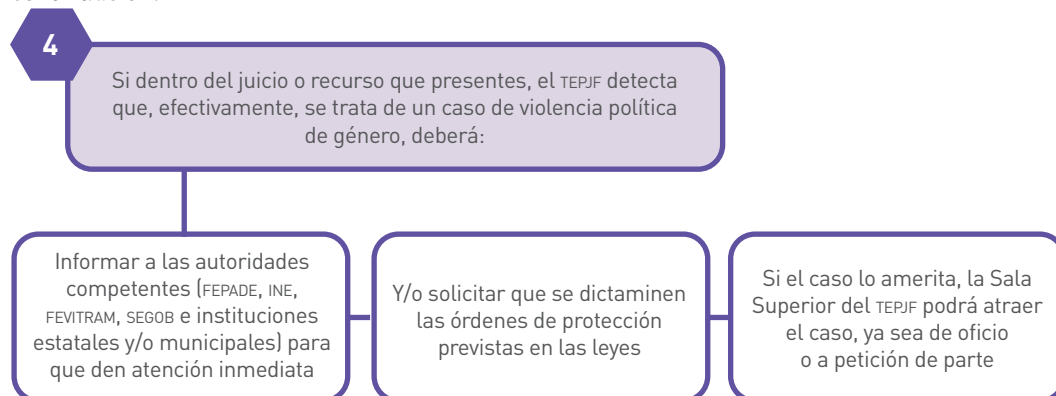 4
Si dentro del juicio o recurso que presentes, el TEPJF detecta
que, efectivamente, se trata de un caso de violencia política
de género, deberá:
Informar a las autoridades
competentes (FEPADE, INE,
FEVITRAM, SEGOB e instituciones
estatales y/o municipales) para
que den atención inmediata
Y/o solicitar que se dictaminen
las órdenes de protección
previstas en las leyes
Si el caso lo amerita, la Sala
Superior del TEPJF podrá atraer
el caso, ya sea de oficio
o a petición de parte